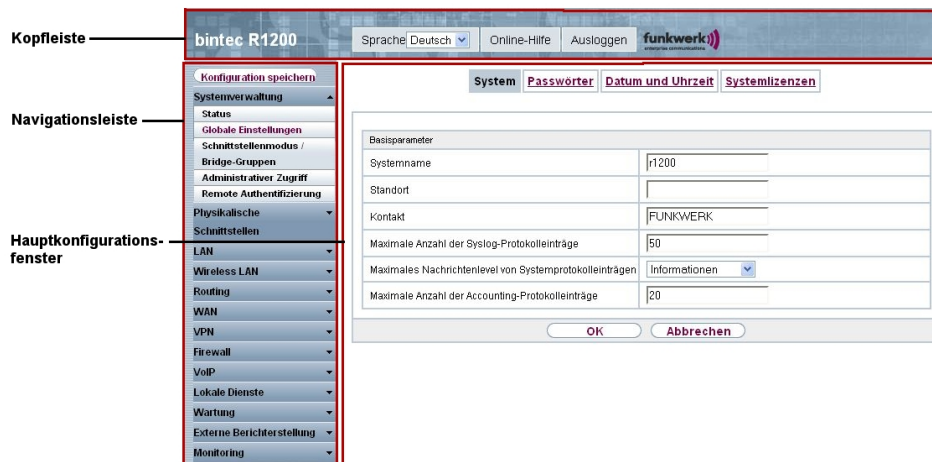 Kopfleiste
bintec R1200
Sprache Deutsch
Online-Hilfe
Ausloggen
funkwerk
enterprise communications
Navigationsleiste
Hauptkonfigurations-
fenster
Konfiguration speichern
Systemverwaltung
Status
Globale Einstellungen
Schnittstellenmodus /
Bridge-Gruppen
Administrativer Zugriff
Remote Authentifizierung
Physikalische
Schnittstellen
LAN
Wireless LAN
Routing
WAN
VPN
Firewall
VoIP
Lokale Dienste
Wartung
Externe Berichterstellung
Monitoring
System Passwörter Datum und Uhrzeit Systemlizenzen
Basisparameter
Systemname r1200
Standort
Kontakt FUNKWERK
Maximale Anzahl der Syslog-Protokolleinträge 50
Maximales Nachrichtenlevel von Systemprotokolleinträgen Informationen
Maximale Anzahl der Accounting-Protokolleinträge 20
OK Abbrechen